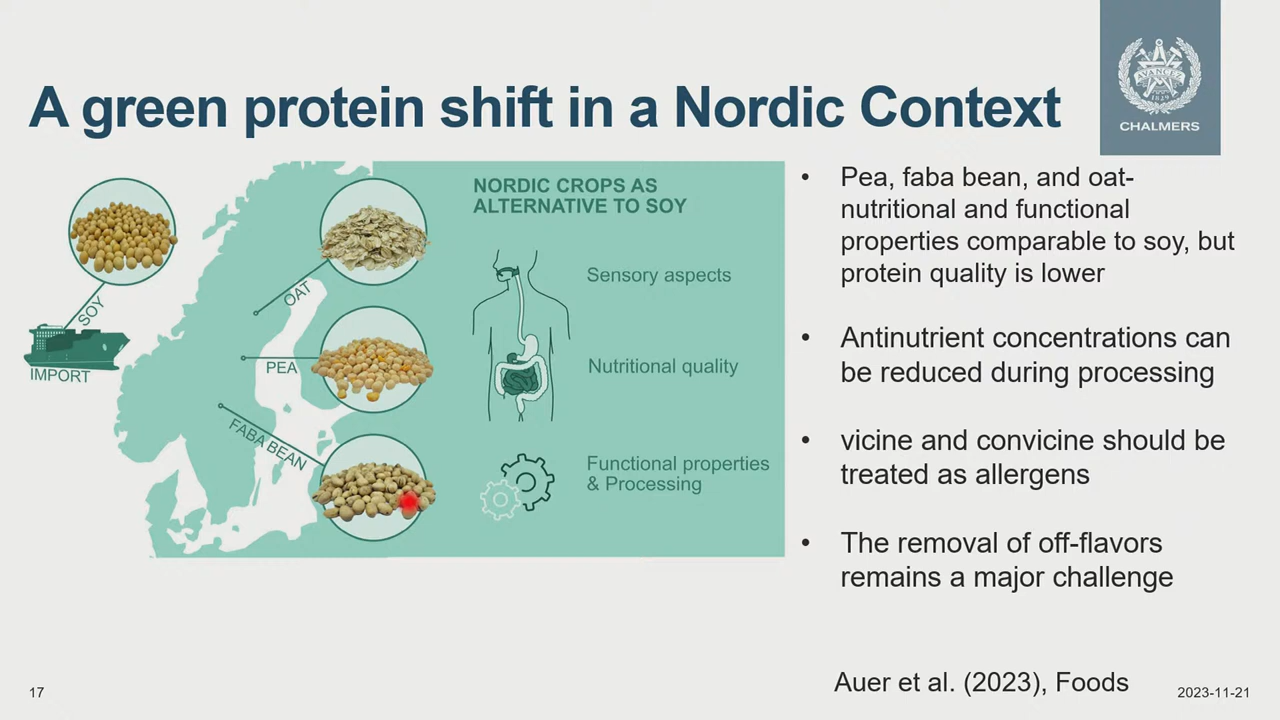 A green protein shift in a Nordic Context
AVANCEZ
1829
CHALMERS
SOY
IMPORT
OAT
PEA
FABA BEAN
NORDIC CROPS AS
ALTERNATIVE TO SOY
Sensory aspects
Nutritional quality
Functional properties
& Processing
• Pea, faba bean, and oat-
nutritional and functional
properties comparable to soy, but
protein quality is lower
• Antinutrient concentrations can
be reduced during processing
• vicine and convicine should be
treated as allergens
• The removal of off-flavors
remains a major challenge
17
Auer et al. (2023), Foods
2023-11-21